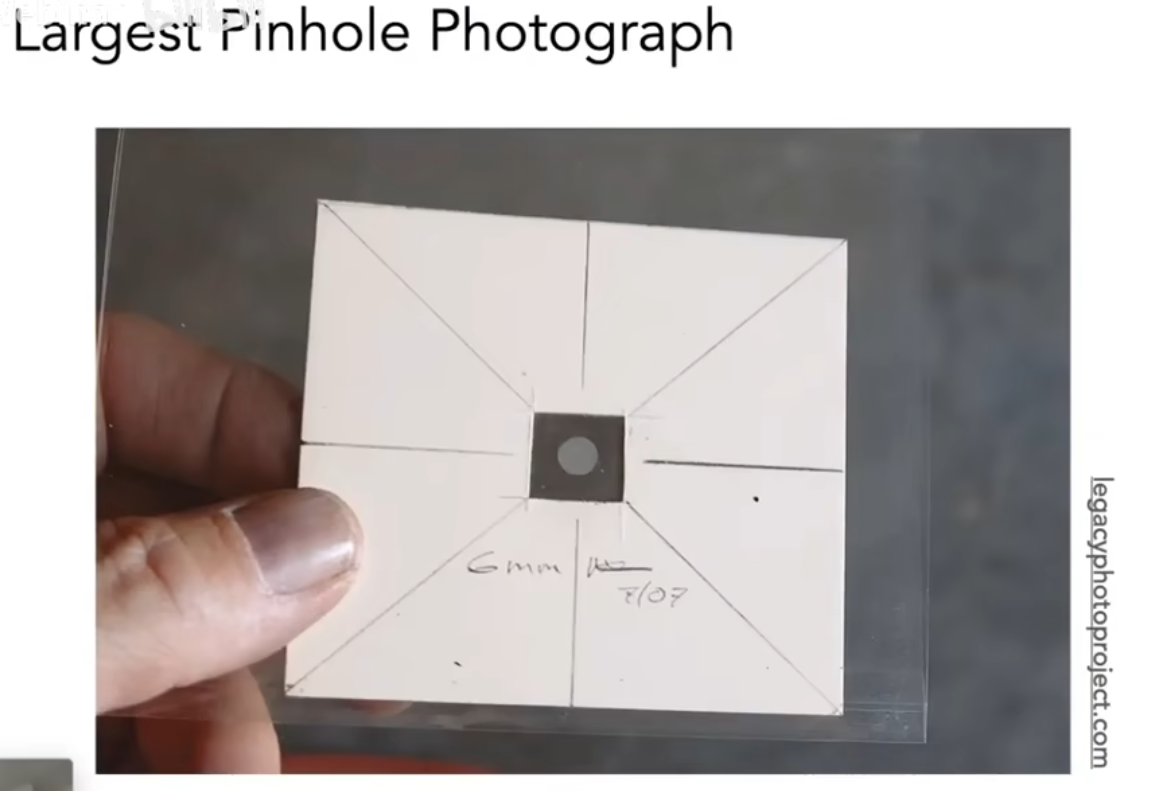 Largest Pinhole Photograph
6mm
7/07
legacyphotoproject.com